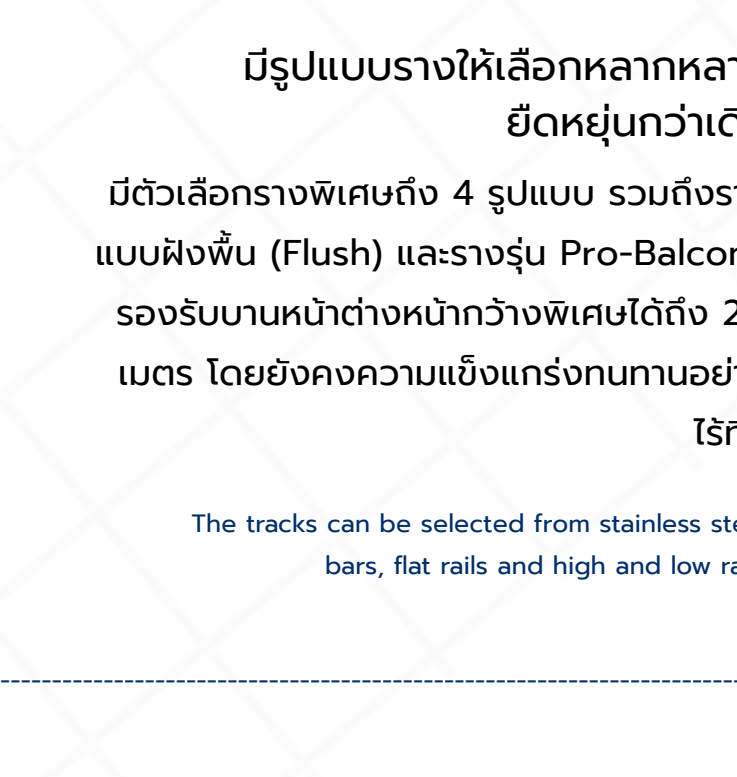 มีรูปแบบรางให้เลือกหลากหลา
ยืดหยุ่นกว่าเดิ
มีตัวเลือกรางพิเศษถึง 4 รูปแบบ รวมถึงรา
แบบฝังพื้น (Flush) และรางรุ่น Pro-Balcon
รองรับบานหน้าต่างหน้ากว้างพิเศษได้ถึง 2
เมตร โดยยังคงความแข็งแกร่งทนทานอย่า
ไร้ที
The tracks can be selected from stainless ste
bars, flat rails and high and low ra